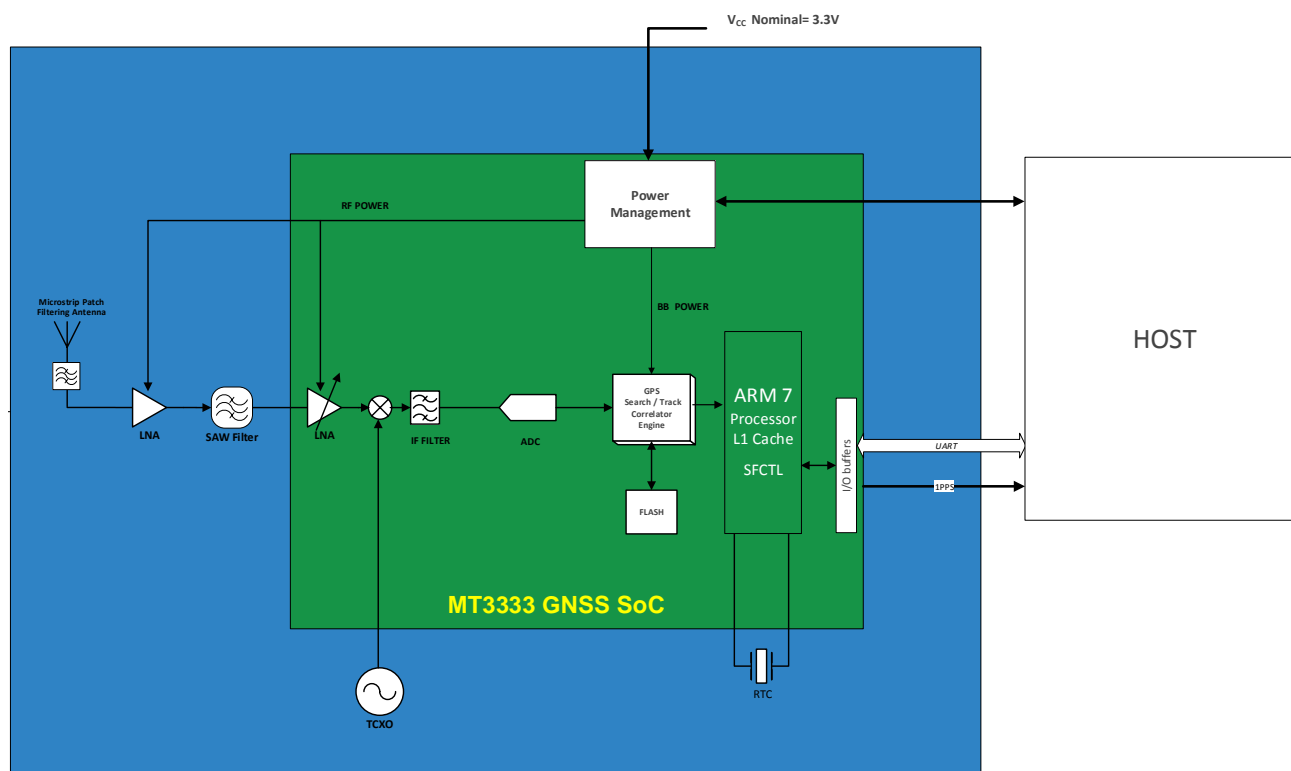 VCC Nominal= 3.3V
Power
Management
RF POWER
BB POWER
Microstrip Patch
Filtering Antenna
HOST
GPS
Search / Track
Correlator
Engine
ARM 7
Processor
L1 Cache
SFCTL
LNA
SAW Filter
LNA
IF FILTER
ADC
I/O buffers
UART
1PPS
FLASH
MT3333 GNSS SoC
RTC
TCXO